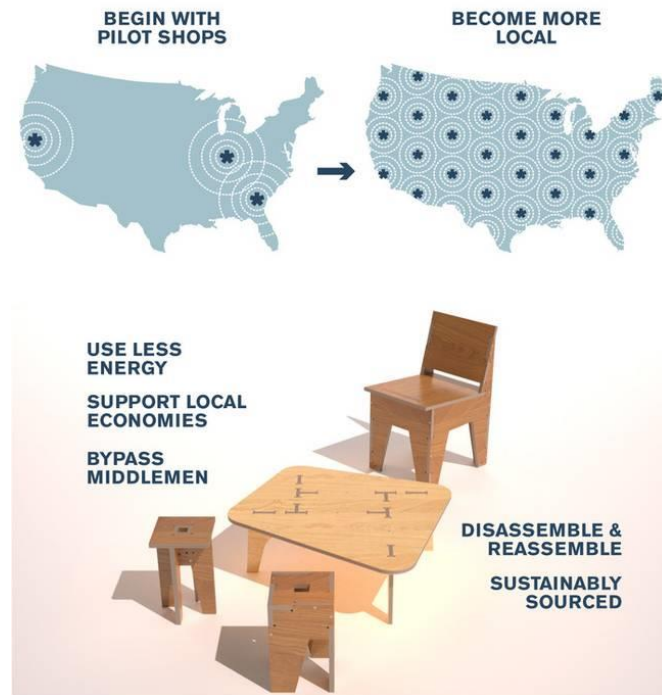 BEGIN WITH
PILOT SHOPS
BECOME MORE
LOCAL
USE LESS
ENERGY
SUPPORT LOCAL
ECONOMIES
BYPASS
MIDDLEMEN
DISASSEMBLE &
REASSEMBLE
SUSTAINABLY
SOURCED